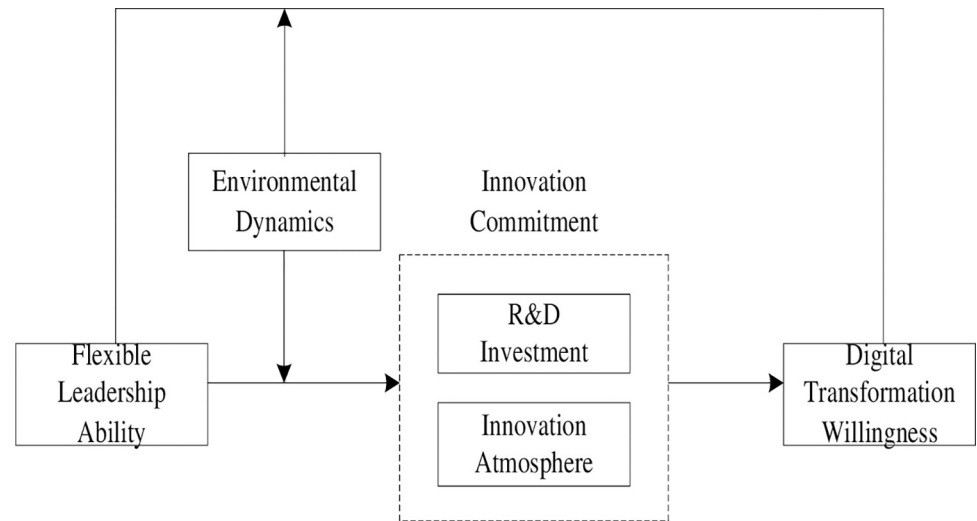 Environmental
Dynamics
Innovation
Commitment
R&D
Investment
Flexible
Leadership
Ability
Innovation
Atmosphere
Digital
Transformation
Willingness